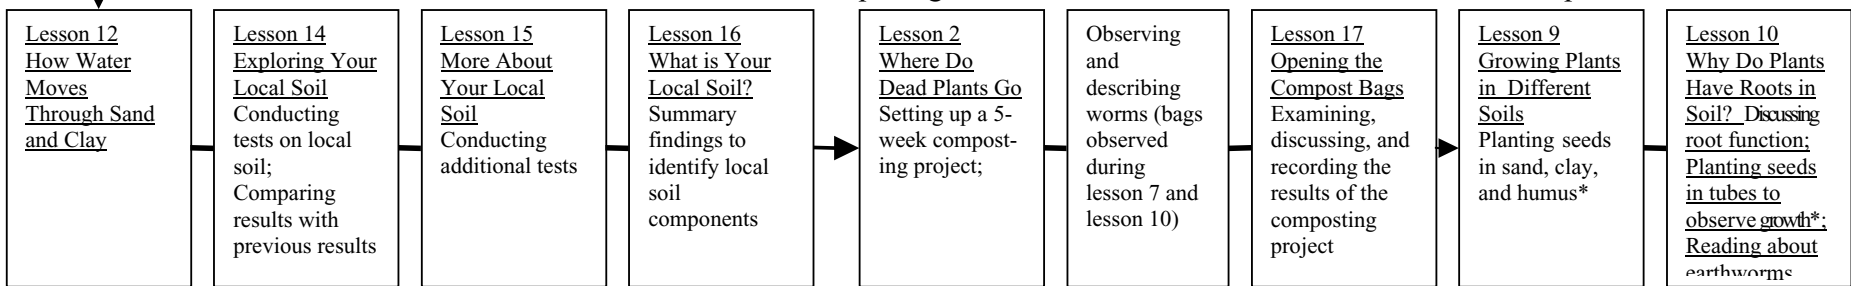 Lesson 12
How Water
Moves
Through Sand
and Clay
Lesson 14
Exploring Your
Local Soil
Conducting
tests on local
soil;
Comparing
results with
previous results
Lesson 15
More About
Your Local
Soil
Conducting
additional tests
Lesson 16
What is Your
Local Soil?
Summary
findings to
identify local
soil
components
Lesson 2
Where Do
Dead Plants Go
Setting up a 5-
week compost-
ing project;
Observing
and
describing
worms (bags
observed
during
lesson 7 and
lesson 10)
Lesson 17
Opening the
Compost Bags
Examining,
discussing, and
recording the
results of the
composting
project
Lesson 9
Growing Plants
in Different
Soils
Planting seeds
in sand, clay,
and humus*
Lesson 10
Why Do Plants
Have Roots in
Soil? Discussing
root function;
Planting seeds
in tubes to
observe growth*;
Reading about
earthworms